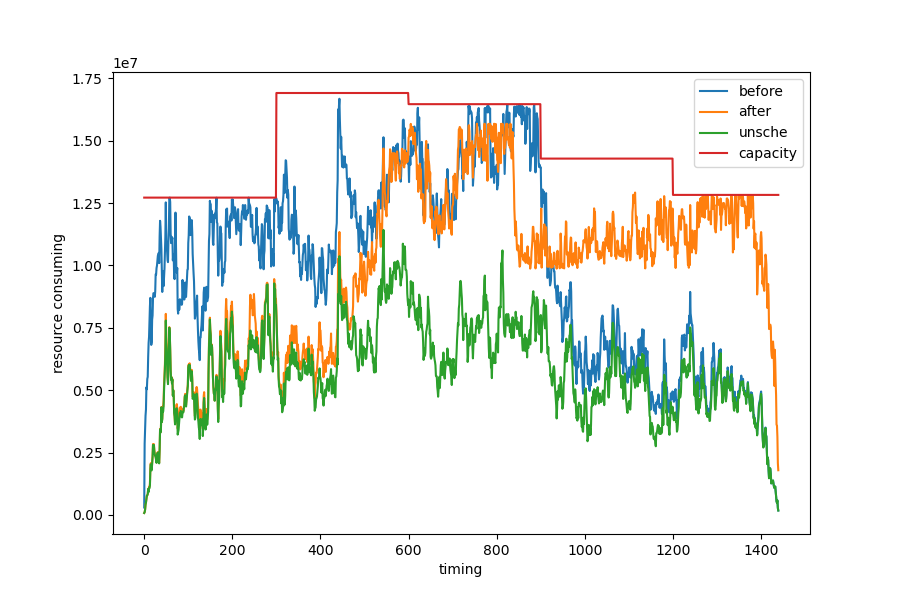 1e7
1.75
1.50
1.25
1.00
0.75
0.50
0.25
0.00
resource consuming
before
after
unsche
capacity
0 200 400 600 800 1000 1200 1400
timing